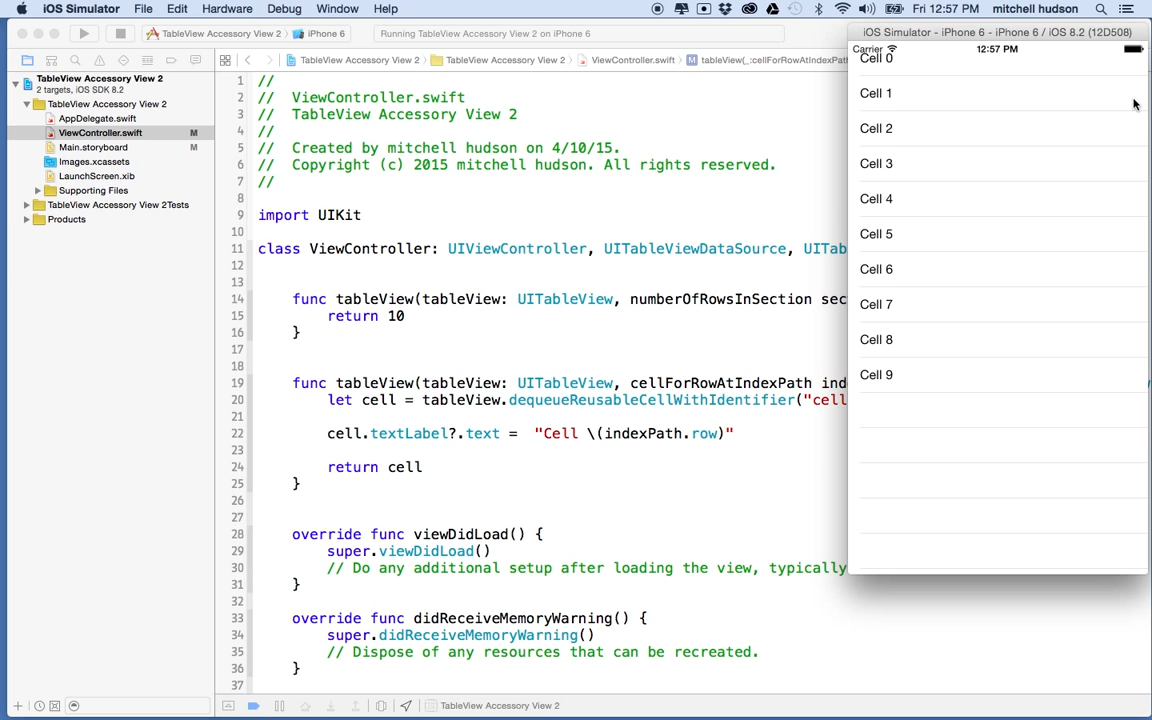 iOS Simulator File Edit Hardware Debug Window Help Fri 12:57 PM mitchell hudson
TableView Accessory View 2 iPhone 6 Running TableView Accessory View 2 on iPhone 6
iOS Simulator - iPhone 6 - iPhone 6 / iOS 8.2 (12D508)
TableView Accessory View 2 TableView Accessory View 2 ViewController.swift M tableView(_:cellForRowAtIndexPath
TableView Accessory View 2
2 targets, iOS SDK 8.2
TableView Accessory View 2
AppDelegate.swift
ViewController.swift M
Main.storyboard M
Images.xcassets
LaunchScreen.xib
Supporting Files
TableView Accessory View 2Tests
Products
1 //
2 // ViewController.swift
3 // TableView Accessory View 2
4 //
5 // Created by mitchell hudson on 4/10/15.
6 // Copyright (c) 2015 mitchell hudson. All rights reserved.
7 //
8
9 import UIKit
10
11 class ViewController: UIViewController, UITableViewDataSource, UITab
12
13
14 func tableView(tableView: UITableView, numberOfRowsInSection sec
15 return 10
16 }
17
18
19 func tableView(tableView: UITableView, cellForRowAtIndexPath ind
20 let cell = tableView.dequeueReusableCellWithIdentifier("cell
21
22 cell.textLabel?.text = "Cell \(indexPath.row)"
23
24 return cell
25 }
26
27
28 override func viewDidLoad() {
29 super.viewDidLoad()
30 // Do any additional setup after loading the view, typically
31 }
32
33 override func didReceiveMemoryWarning() {
34 super.didReceiveMemoryWarning()
35 // Dispose of any resources that can be recreated.
36 }
37
Carrier 12:57 PM
Cell 0
Cell 1
Cell 2
Cell 3
Cell 4
Cell 5
Cell 6
Cell 7
Cell 8
Cell 9
TableView Accessory View 2